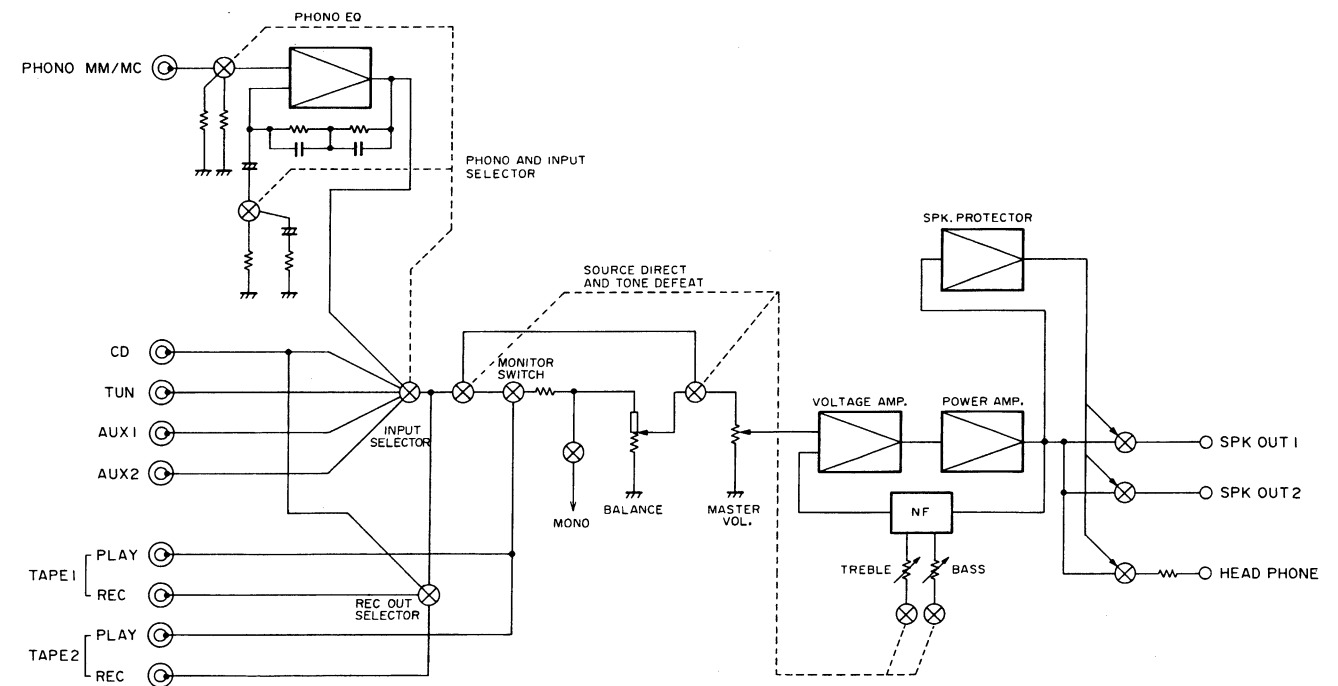 PHONO EQ
PHONO MM/MC
PHONO AND INPUT
SELECTOR
SPK. PROTECTOR
SOURCE DIRECT
AND TONE DEFEAT
CD
TUN
AUX1
AUX2
INPUT
SELECTOR
MONITOR
SWITCH
MONO
BALANCE
MASTER
VOL.
VOLTAGE AMP.
POWER AMP.
NF
TREBLE
BASS
SPK OUT 1
SPK OUT 2
HEAD PHONE
TAPE1
PLAY
REC
REC OUT
SELECTOR
TAPE2
PLAY
REC